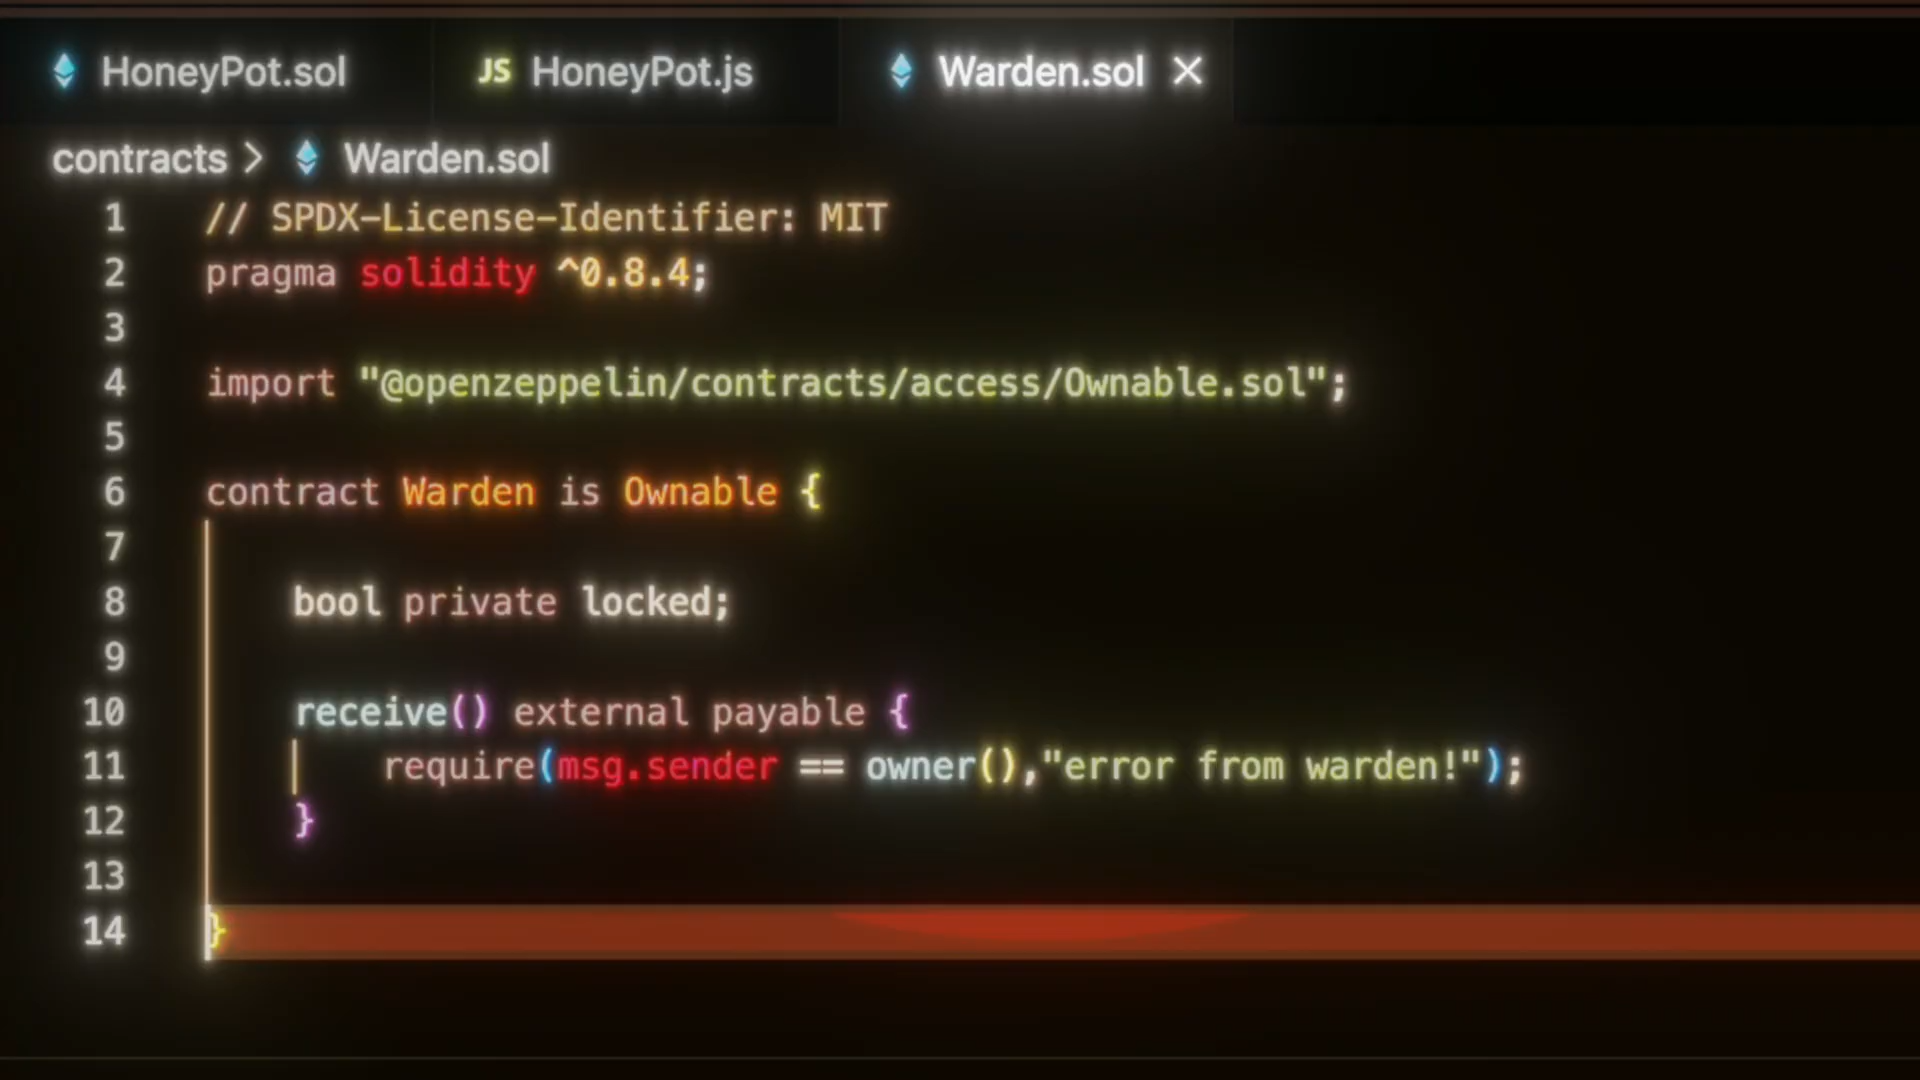 HoneyPot.sol JS HoneyPot.js Warden.sol
contracts > Warden.sol
1 // SPDX-License-Identifier: MIT
2 pragma solidity ^0.8.4;
3
4 import "@openzeppelin/contracts/access/Ownable.sol";
5
6 contract Warden is Ownable {
7
8 bool private locked;
9
10 receive() external payable {
11 require(msg.sender == owner(),"error from warden!");
12 }
13
14 }